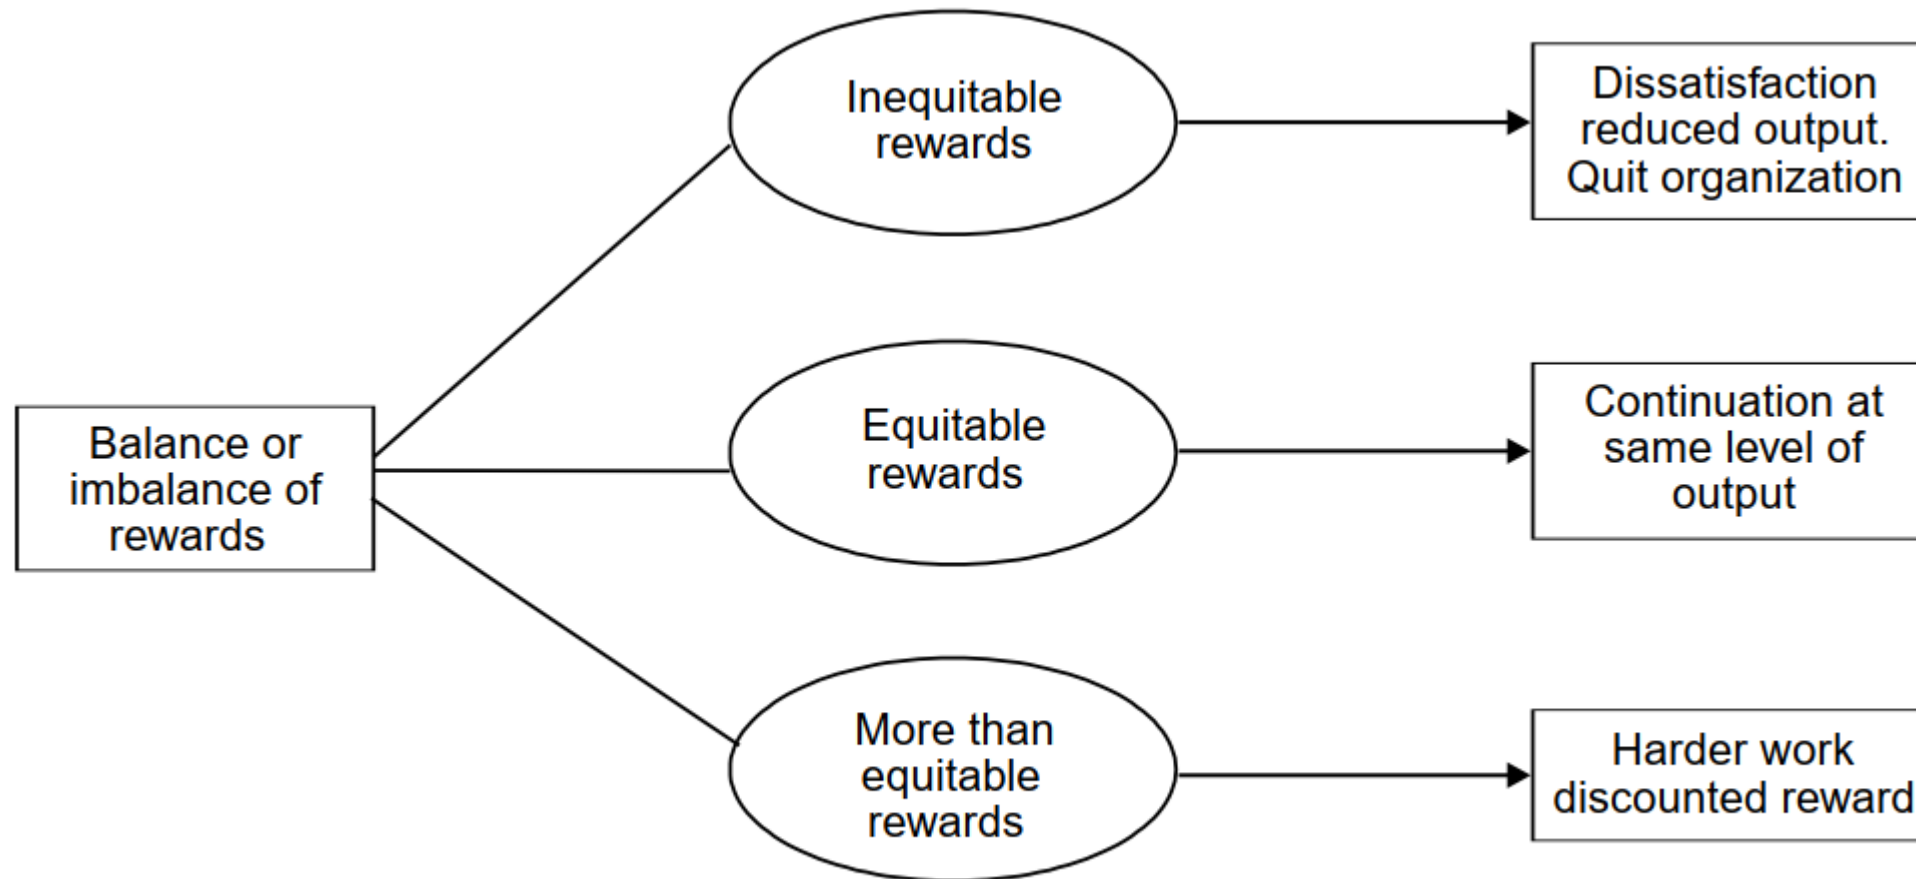 Inequitable
rewards
Dissatisfaction
reduced output.
Quit organization
Balance or
imbalance of
rewards
Equitable
rewards
Continuation at
same level of
output
More than
equitable
rewards
Harder work
discounted reward